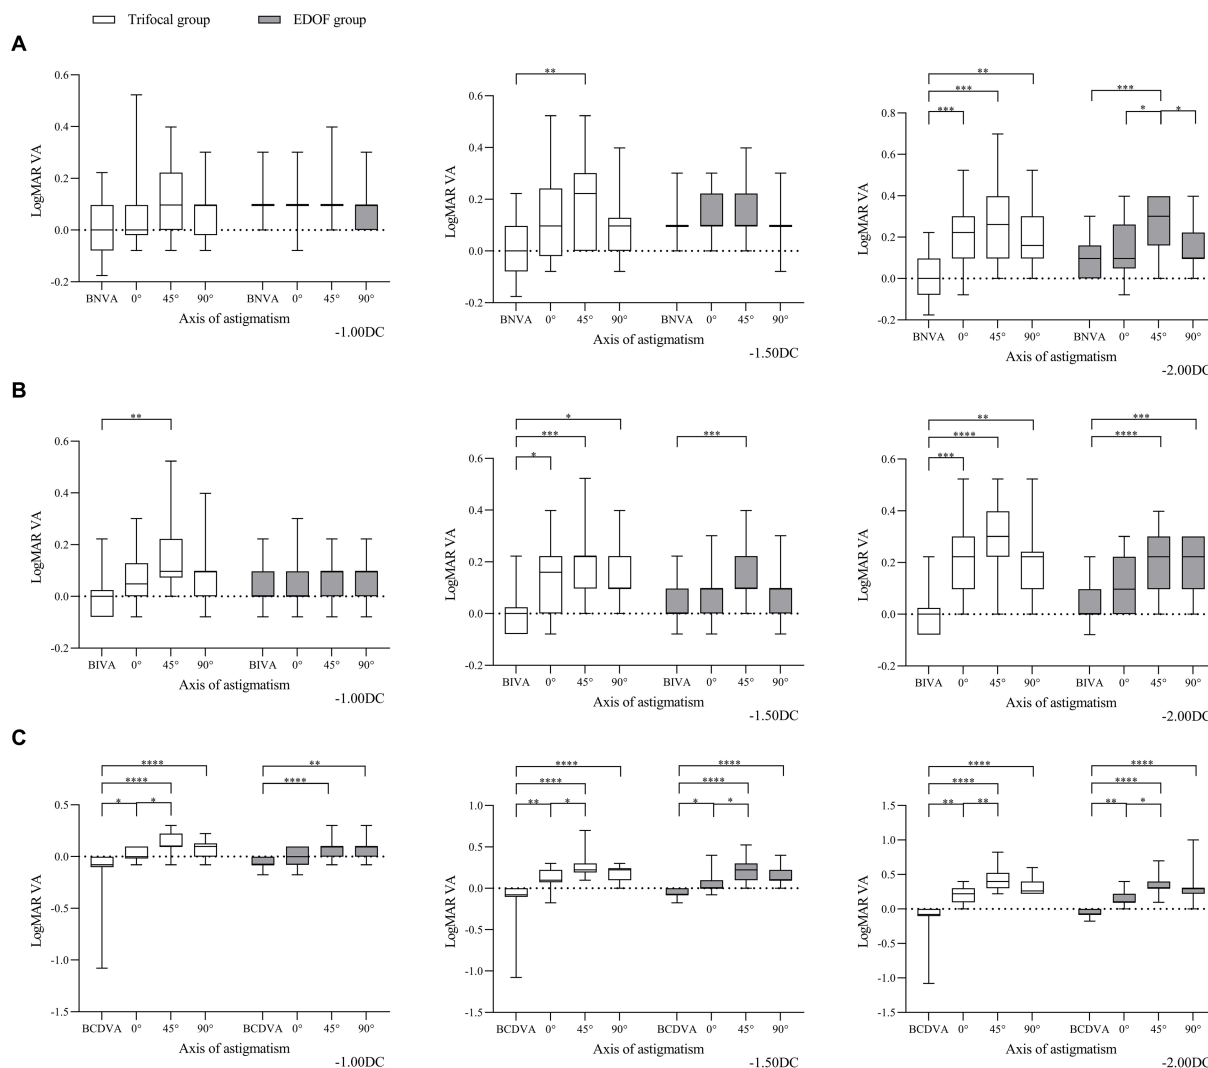 Trifocal group EDOF group
A
LogMAR VA
0.6
0.4
0.2
0.0
-0.2
BNVA 0° 45° 90° BNVA 0° 45° 90°
Axis of astigmatism
-1.00DC
**
LogMAR VA
0.6
0.4
0.2
0.0
-0.2
BNVA 0° 45° 90° BNVA 0° 45° 90°
Axis of astigmatism
-1.50DC
**
*** ***
*** * *
LogMAR VA
0.8
0.6
0.4
0.2
0.0
-0.2
BNVA 0° 45° 90° BNVA 0° 45° 90°
Axis of astigmatism
-2.00DC
B
**
LogMAR VA
0.6
0.4
0.2
0.0
-0.2
BIVA 0° 45° 90° BIVA 0° 45° 90°
Axis of astigmatism
-1.00DC
*
*** ***
*
LogMAR VA
0.6
0.4
0.2
0.0
-0.2
BIVA 0° 45° 90° BIVA 0° 45° 90°
Axis of astigmatism
-1.50DC
** ***
**** ****
***
LogMAR VA
0.6
0.4
0.2
0.0
-0.2
BIVA 0° 45° 90° BIVA 0° 45° 90°
Axis of astigmatism
-2.00DC
C
**** **
**** ****
* *
LogMAR VA
0.5
0.0
-0.5
-1.0
-1.5
BCDVA 0° 45° 90° BCDVA 0° 45° 90°
Axis of astigmatism
-1.00DC
**** ****
**** ****
** * * *
LogMAR VA
1.0
0.5
0.0
-0.5
-1.0
-1.5
BCDVA 0° 45° 90° BCDVA 0° 45° 90°
Axis of astigmatism
-1.50DC
**** ****
**** ****
** ** ** *
LogMAR VA
1.5
1.0
0.5
0.0
-0.5
-1.0
-1.5
BCDVA 0° 45° 90° BCDVA 0° 45° 90°
Axis of astigmatism
-2.00DC